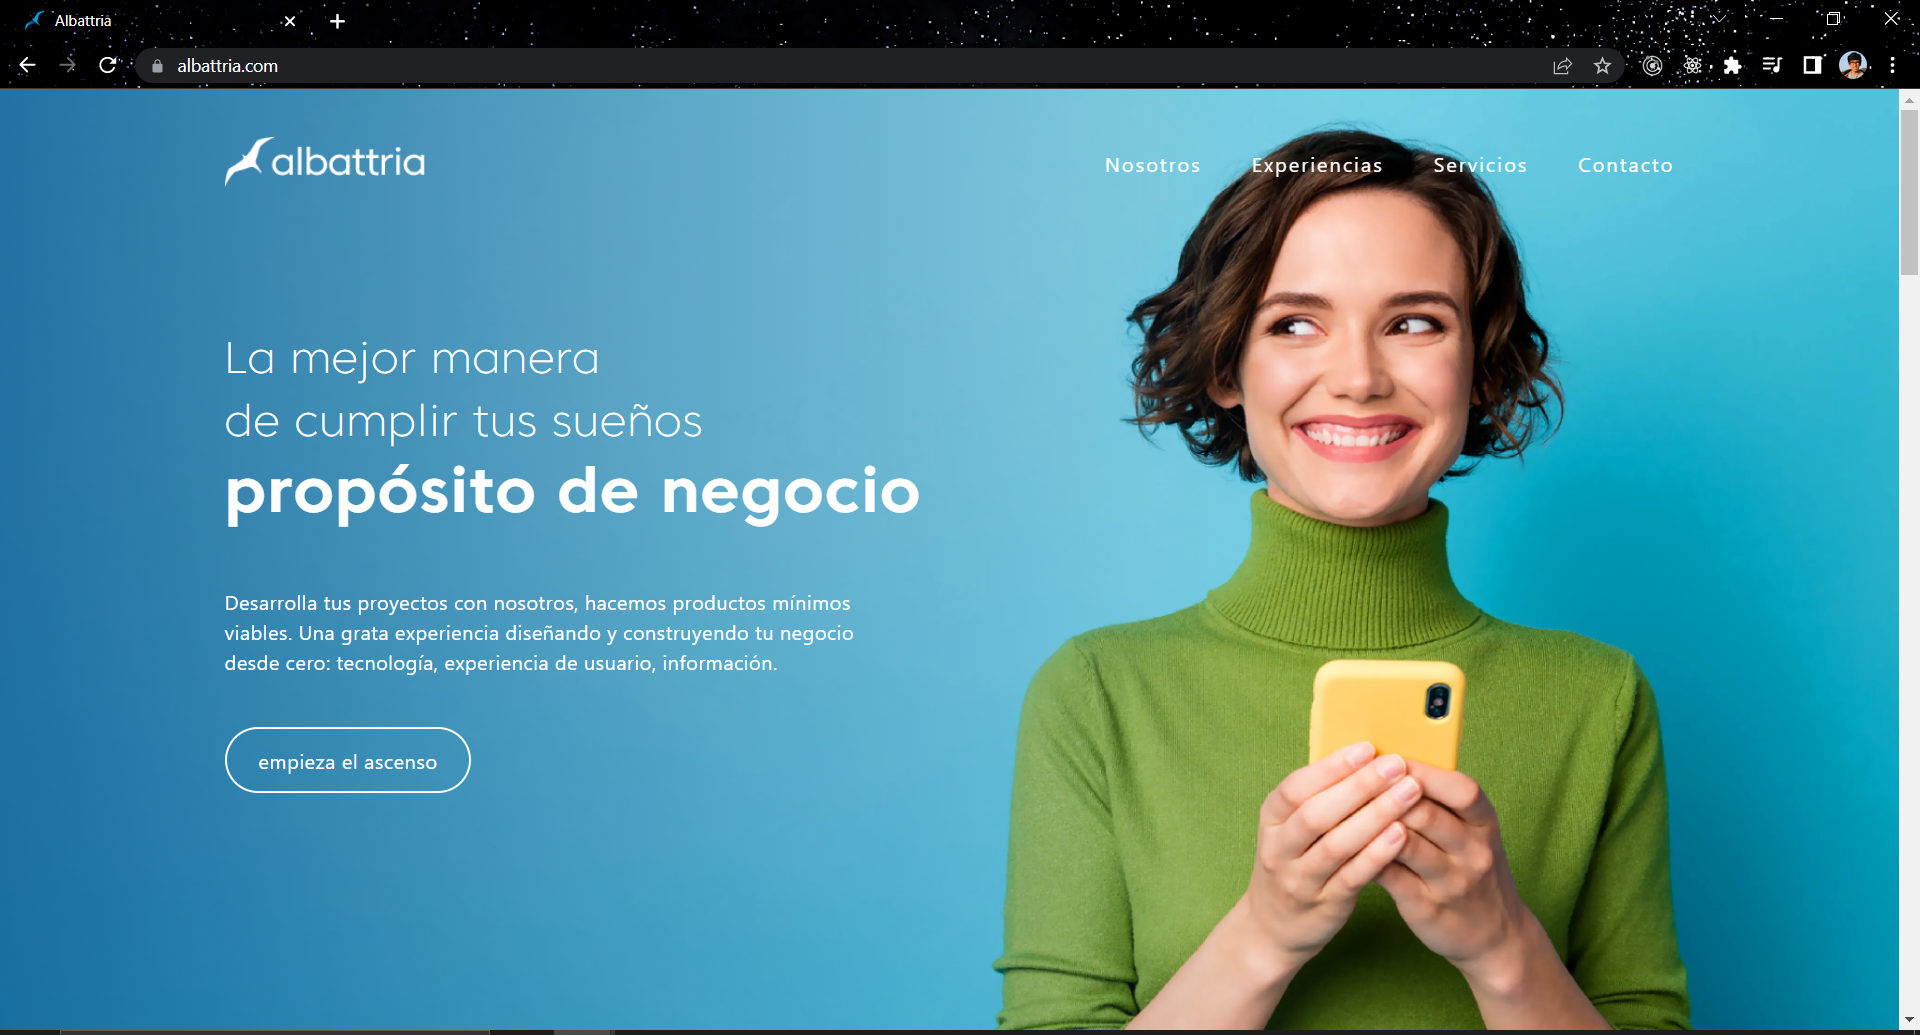 Albattria
albattria.com
albattria
Nosotros Experiencias Servicios Contacto
La mejor manera
de cumplir tus sueños
propósito de negocio
Desarrolla tus proyectos con nosotros, hacemos productos mínimos
viables. Una grata experiencia diseñando y construyendo tu negocio
desde cero: tecnología, experiencia de usuario, información.
empieza el ascenso